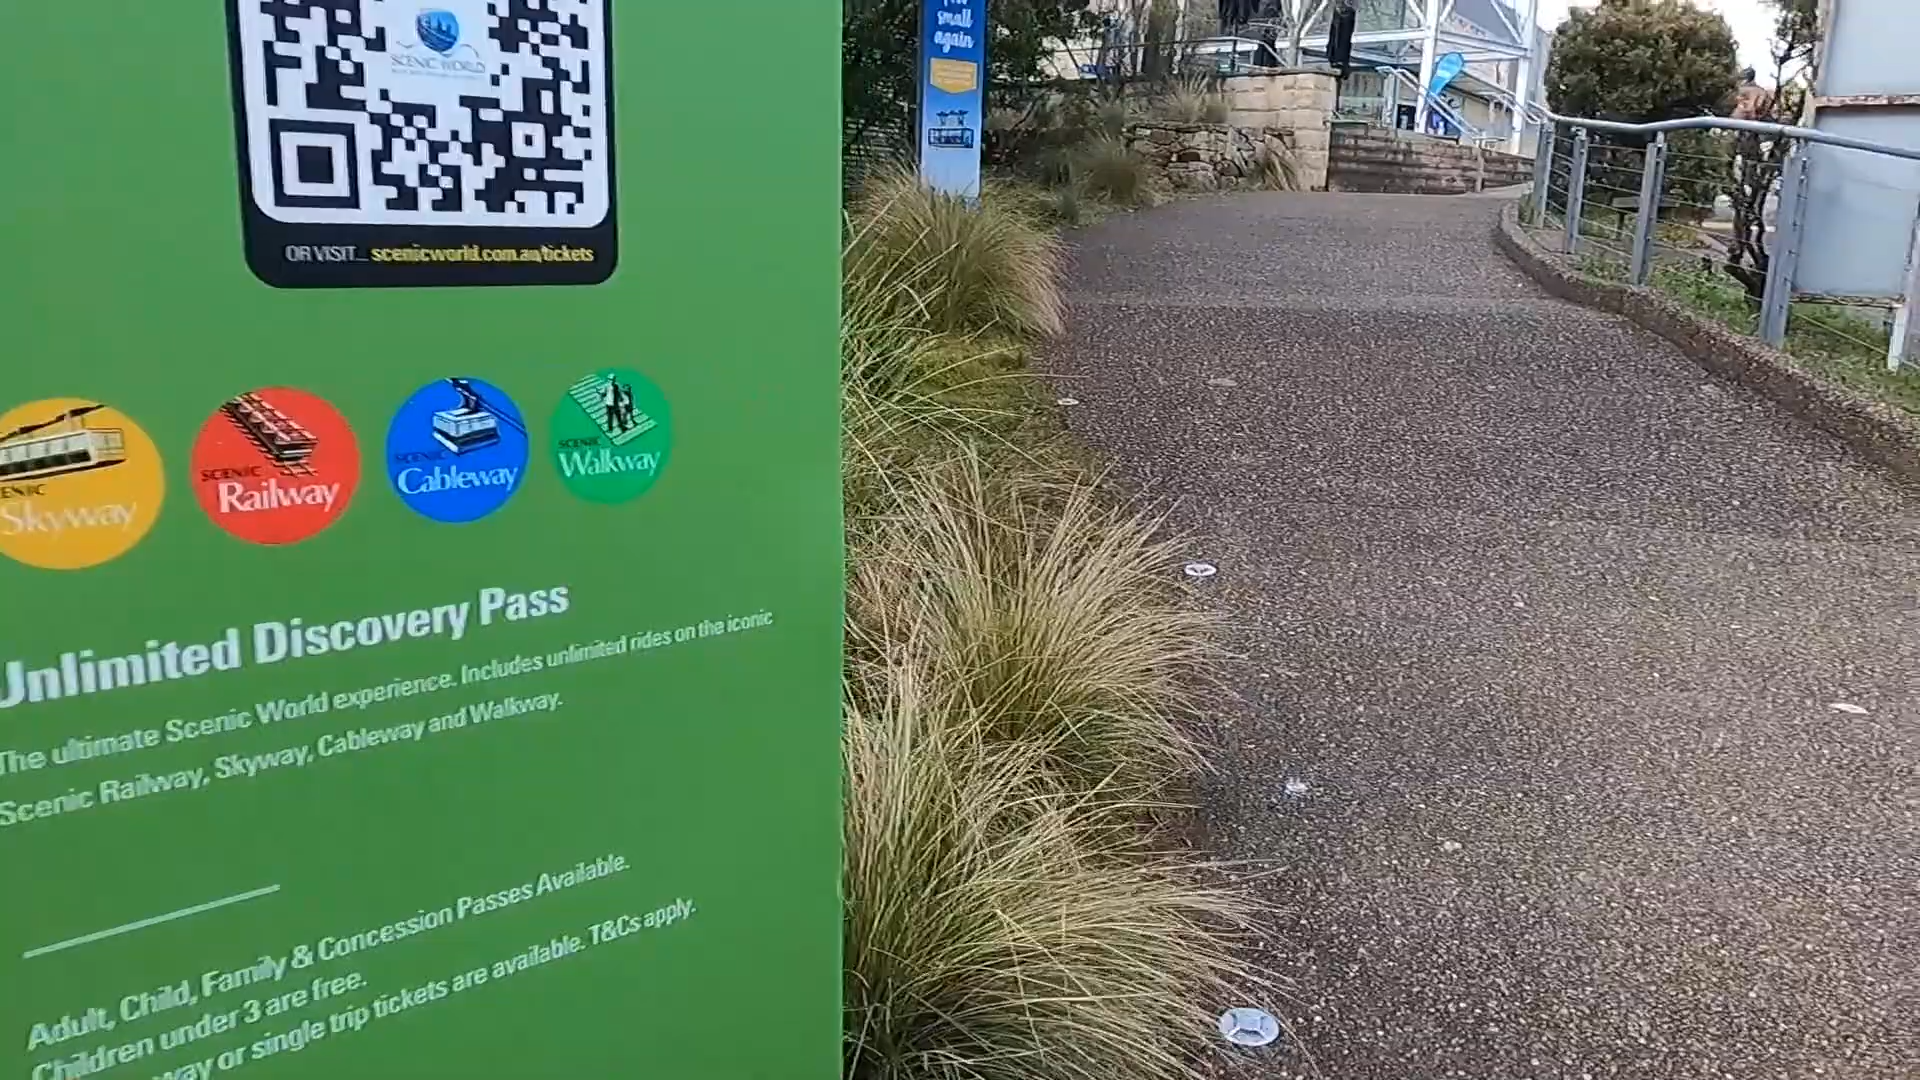 SCENIC WORLD
OR VISIT... scenicworld.com.au/tickets
small
again
ENIC
Skyway
SCENIC
Railway
SCENIC
Cableway
SCENIC
Walkway
Unlimited Discovery Pass
The ultimate Scenic World experience. Includes unlimited rides on the iconic
Scenic Railway, Skyway, Cableway and Walkway.
Adult, Child, Family & Concession Passes Available.
Children under 3 are free.
way or single trip tickets are available. T&Cs apply.